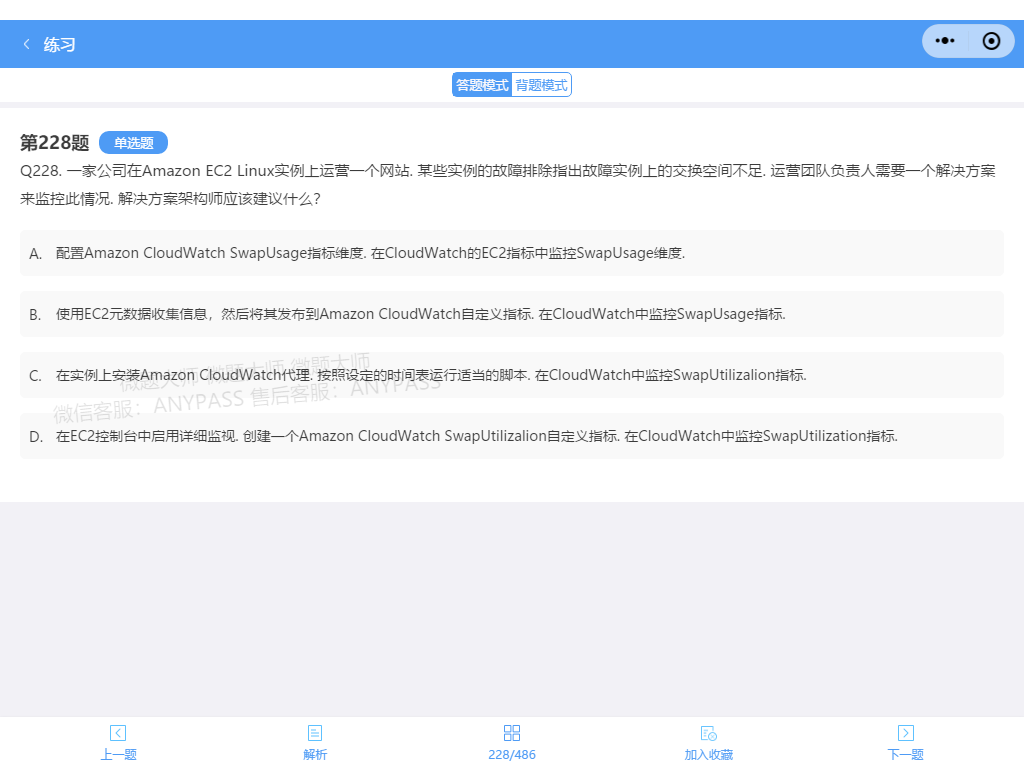 练习
答题模式 背题模式
第228题 单选题
Q228. 一家公司在Amazon EC2 Linux实例上运营一个网站. 某些实例的故障排除指出故障实例上的交换空间不足. 运营团队负责人需要一个解决方案
来监控此情况. 解决方案架构师应该建议什么?
A. 配置Amazon CloudWatch SwapUsage指标维度. 在CloudWatch的EC2指标中监控SwapUsage维度.
B. 使用EC2元数据收集信息，然后将其发布到Amazon CloudWatch自定义指标. 在CloudWatch中监控SwapUsage指标.
C. 在实例上安装Amazon CloudWatch代理. 按照设定的时间表运行适当的脚本. 在CloudWatch中监控SwapUtilizalion指标.
微题大师 微题大师 微题大师
微信客服：ANYPASS 售后客服：ANYPASS
D. 在EC2控制台中启用详细监视. 创建一个Amazon CloudWatch SwapUtilizalion自定义指标. 在CloudWatch中监控SwapUtilization指标.
上一题 解析 228/486 加入收藏 下一题